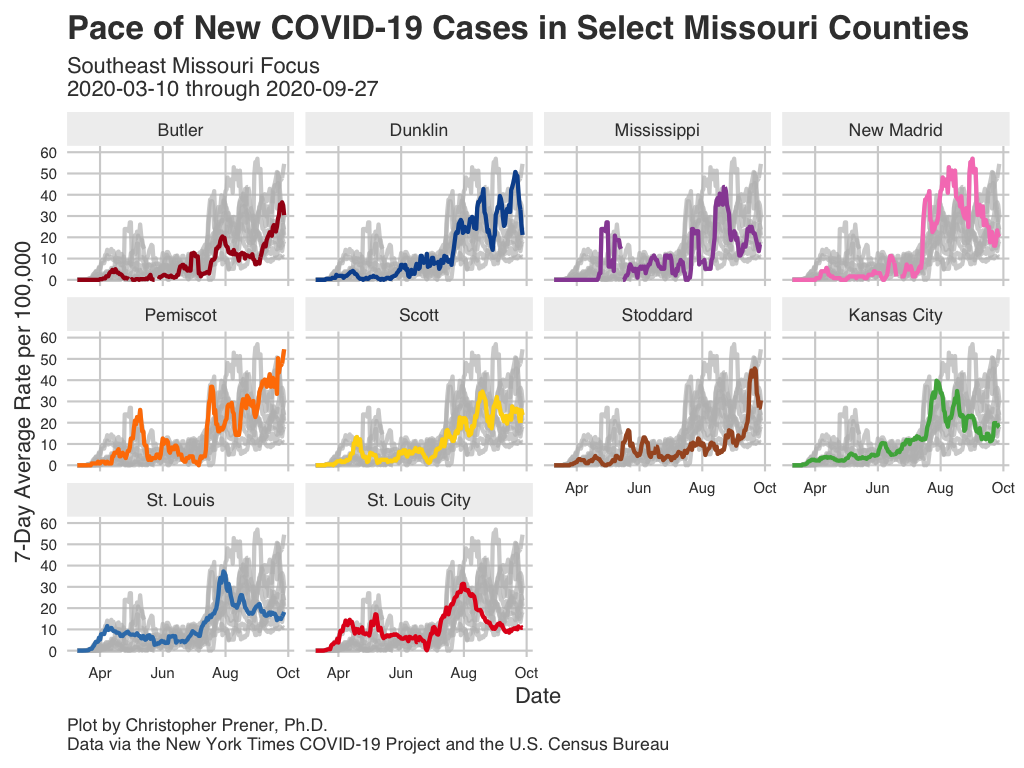 Pace of New COVID-19 Cases in Select Missouri Counties
Southeast Missouri Focus
2020-03-10 through 2020-09-27
7-Day Average Rate per 100,000
Butler
Dunklin
Mississippi
New Madrid
60
50
40
30
20
10
0
Pemiscot
Scott
Stoddard
Kansas City
60
50
40
30
20
10
0
Apr Jun Aug Oct
Apr Jun Aug Oct
St. Louis
St. Louis City
60
50
40
30
20
10
0
Apr Jun Aug Oct
Apr Jun Aug Oct
Date
Plot by Christopher Prener, Ph.D.
Data via the New York Times COVID-19 Project and the U.S. Census Bureau